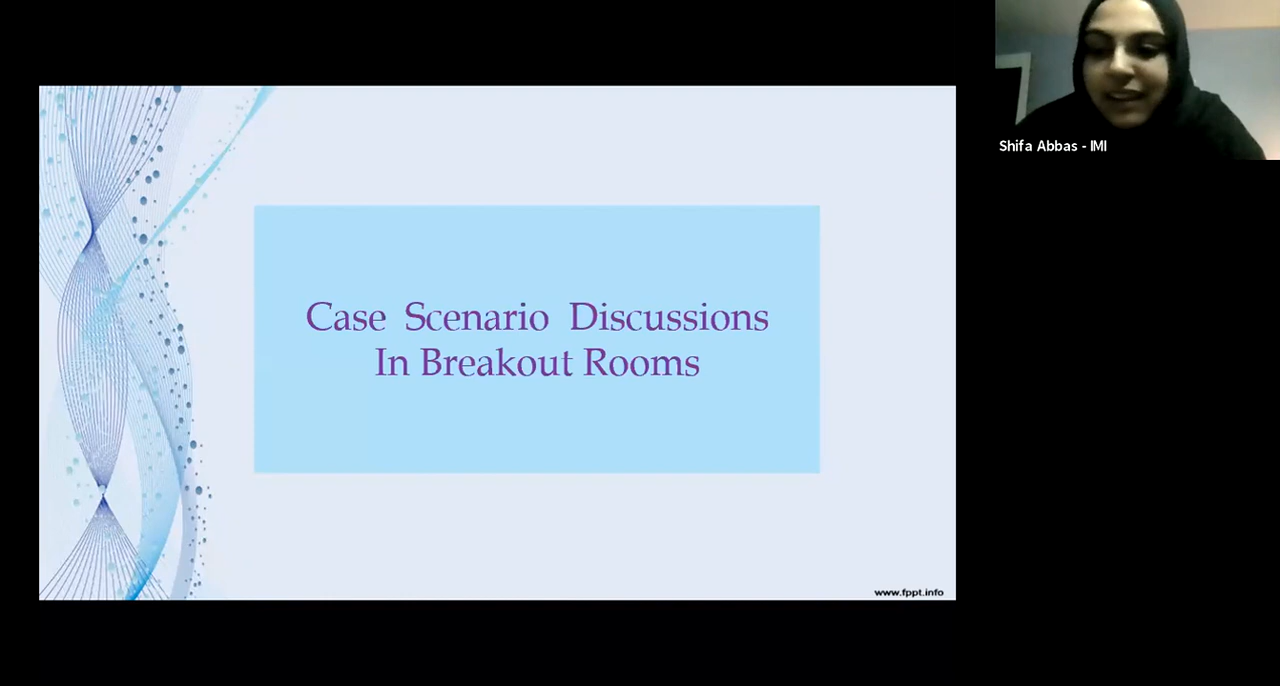 Shifa Abbas - IMI
Case Scenario Discussions
In Breakout Rooms
www.fppt.info